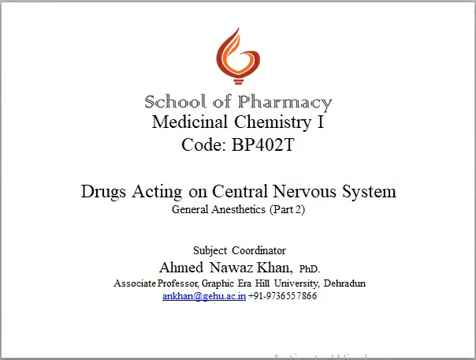 School of Pharmacy
Medicinal Chemistry I
Code: BP402T
Drugs Acting on Central Nervous System
General Anesthetics (Part 2)
Subject Coordinator
Ahmed Nawaz Khan, PhD.
Associate Professor, Graphic Era Hill University, Dehradun
ankhan@gehu.ac.in +91-9736557866